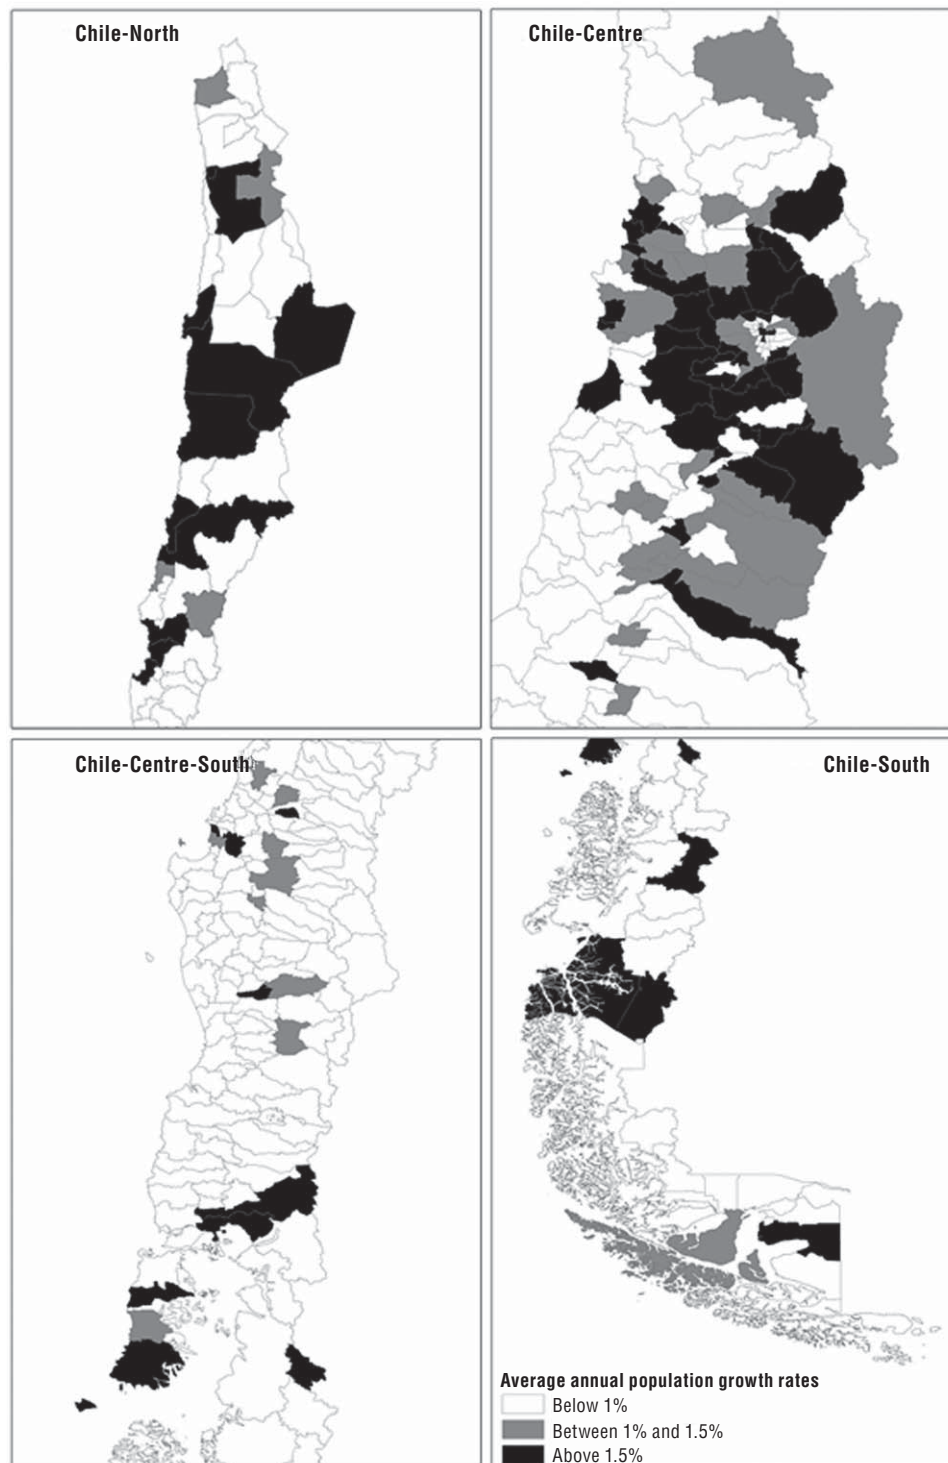 Chile-North
Chile-Centre
Chile-Centre-South
Chile-South
Average annual population growth rates
Below 1%
Between 1% and 1.5%
Above 1.5%